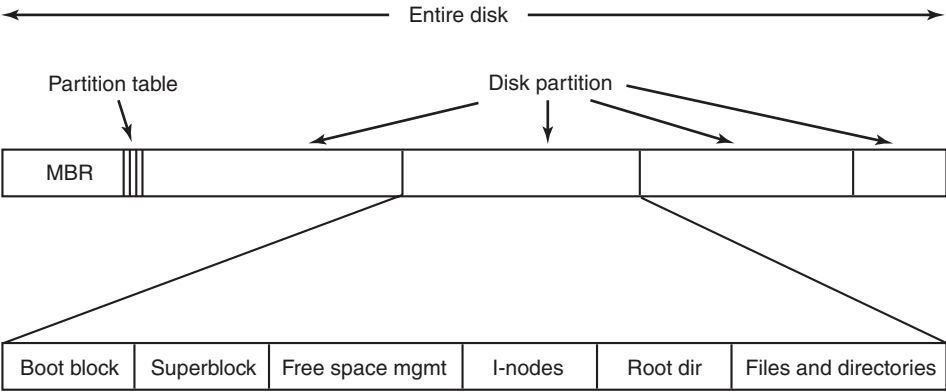 Entire disk
Partition table
Disk partition
MBR
Boot block
Superblock
Free space mgmt
I-nodes
Root dir
Files and directories